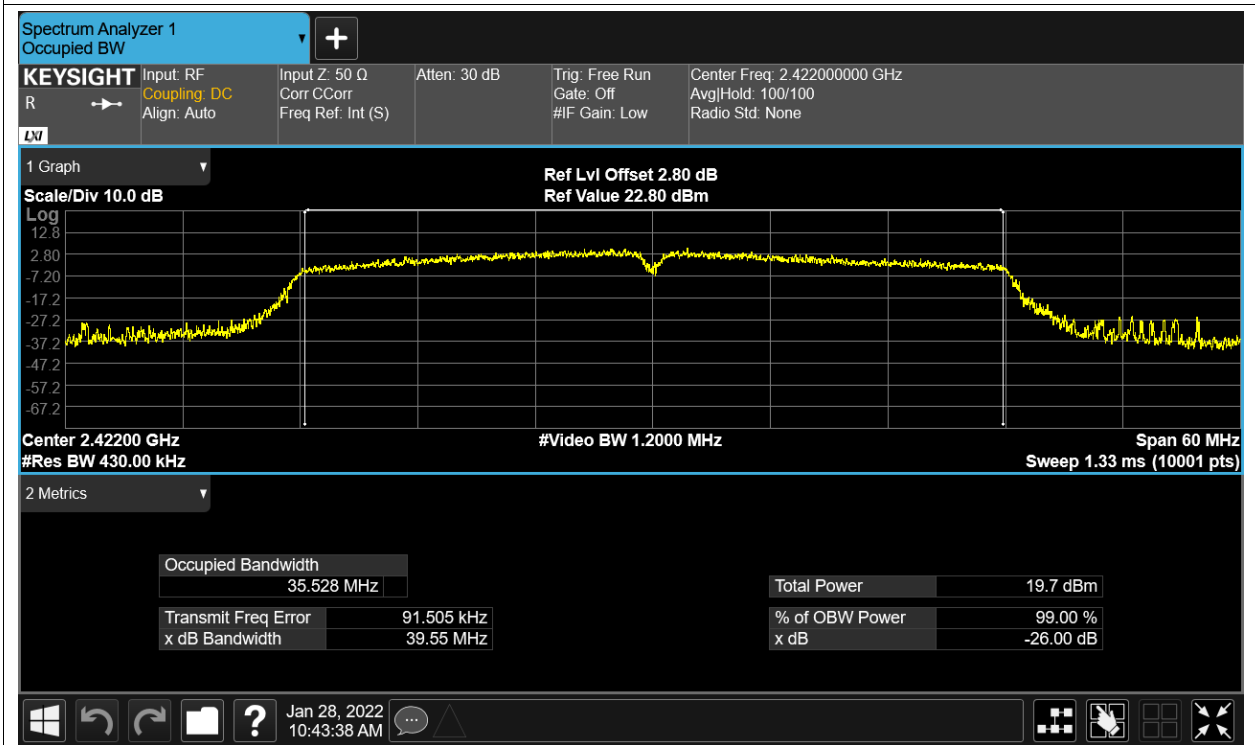 Spectrum Analyzer 1
Occupied BW
KEYSIGHT
R
LXI
Input: RF
Coupling: DC
Align: Auto
Input Z: 50 Ω
Corr CCorr
Freq Ref: Int (S)
Atten: 30 dB
Trig: Free Run
Gate: Off
#IF Gain: Low
Center Freq: 2.422000000 GHz
Avg|Hold: 100/100
Radio Std: None
1 Graph
Scale/Div 10.0 dB
Ref Lvl Offset 2.80 dB
Ref Value 22.80 dBm
Log
12.8
2.80
-7.20
-17.2
-27.2
-37.2
-47.2
-57.2
-67.2
Center 2.42200 GHz
#Video BW 1.2000 MHz
Span 60 MHz
#Res BW 430.00 kHz
Sweep 1.33 ms (10001 pts)
2 Metrics
Occupied Bandwidth
35.528 MHz
Total Power 19.7 dBm
Transmit Freq Error 91.505 kHz
% of OBW Power 99.00 %
x dB Bandwidth 39.55 MHz
x dB -26.00 dB
?
Jan 28, 2022
10:43:38 AM